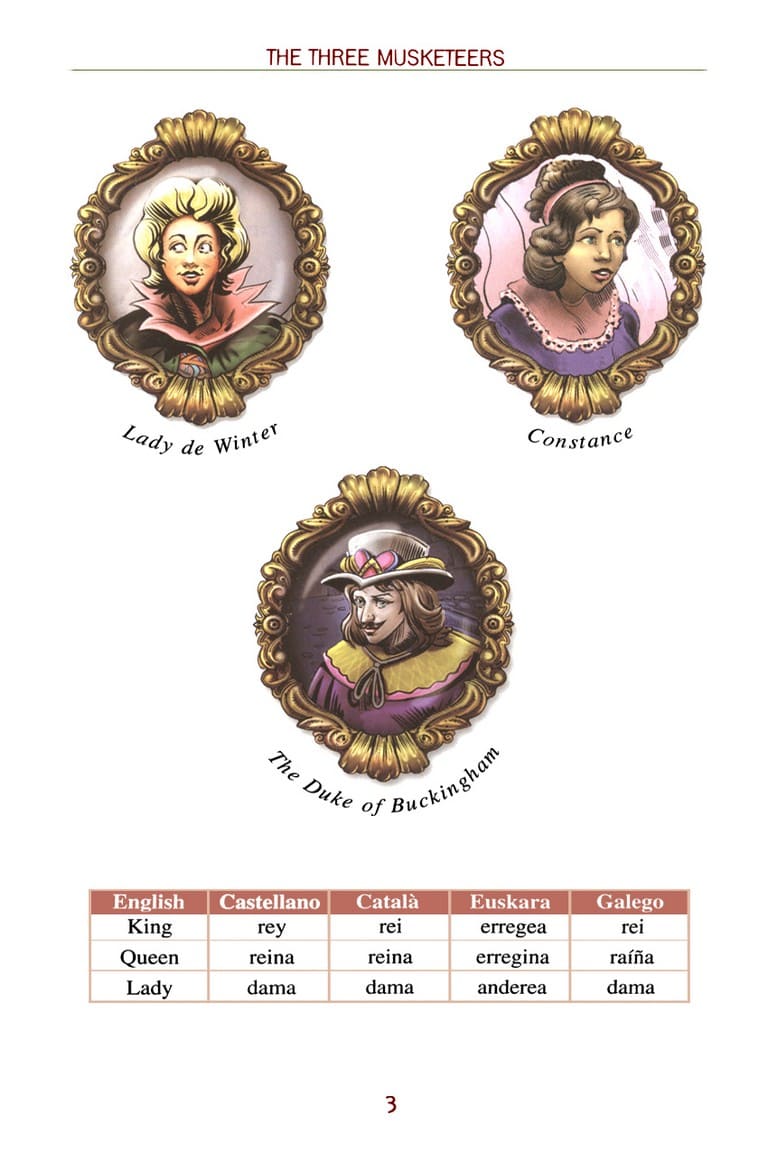 THE THREE MUSKETEERS
Lady de Winter
Constance
The Duke of Buckingham
English Castellano Català Euskara Galego
King rey rei erregea rei
Queen reina reina erregina raíña
Lady dama dama anderea dama
3